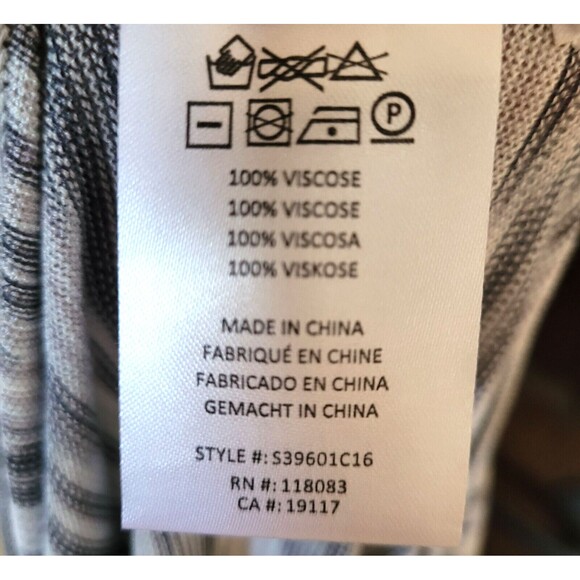 P
100% VISCOSE
100% VISCOSE
100% VISCOSA
100% VISKOSE
MADE IN CHINA
FABRIQUÉ EN CHINE
FABRICADO EN CHINA
GEMACHT IN CHINA
STYLE #: S39601C16
RN #: 118083
CA #: 19117